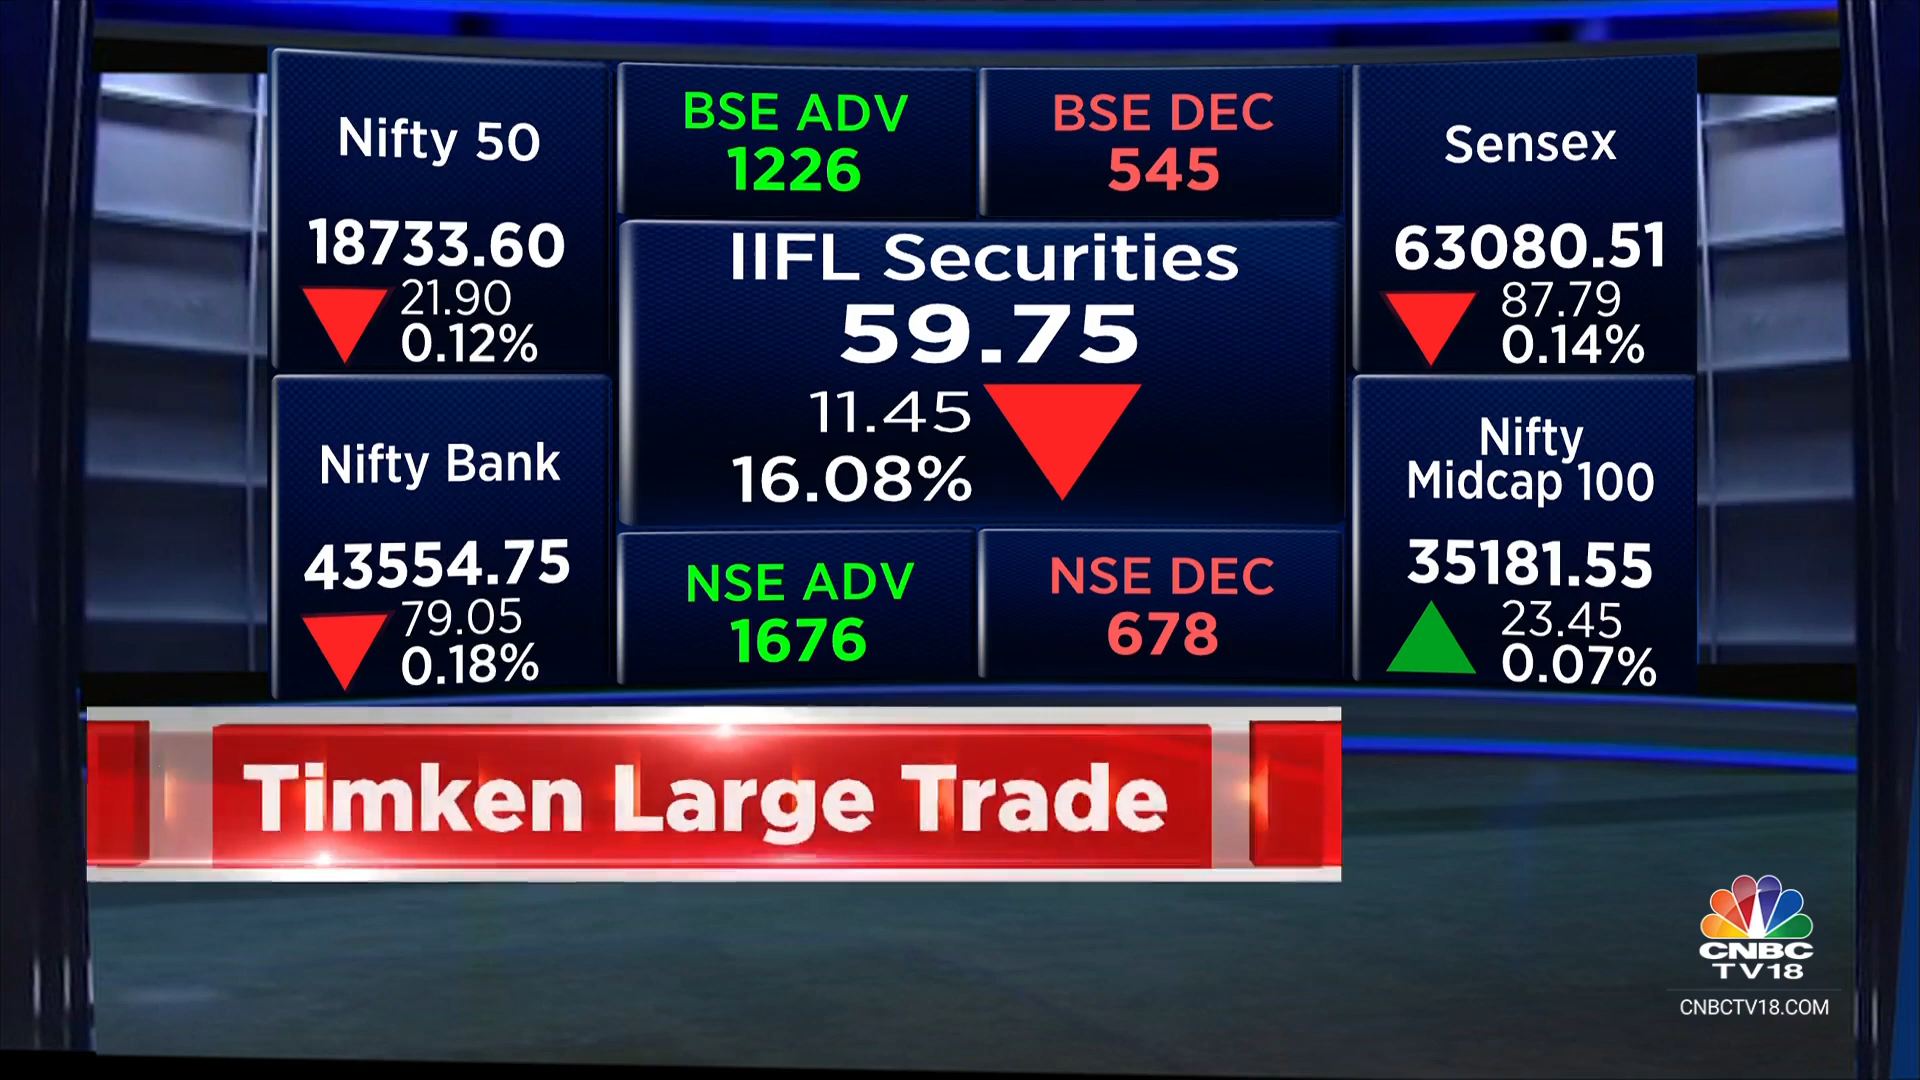 Nifty 50
18733.60
21.90
0.12%
Nifty Bank
43554.75
79.05
0.18%
BSE ADV
1226
BSE DEC
545
IIFL Securities
59.75
11.45
16.08%
NSE ADV
1676
NSE DEC
678
Sensex
63080.51
87.79
0.14%
Nifty
Midcap 100
35181.55
23.45
0.07%
Timken Large Trade
CNBC
TV18
CNBCTV18.COM